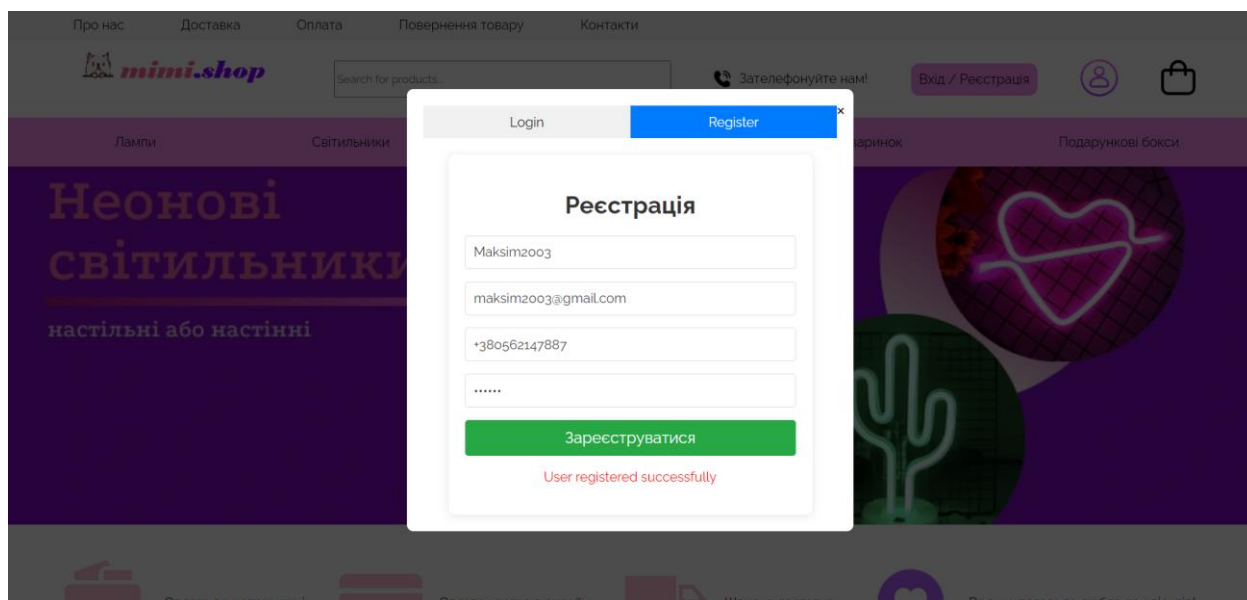 Про нас Доставка Оплата Повернення товару Контакти
mimi.shop
Search for products...
Зателефонуйте нам!
Вхід / Реєстрація
Лампи Світильники Подарункові бокси
Login Register ×
Неонові
світильники
настільні або настінні
Реєстрація
Maksim2003
maksim2003@gmail.com
+380562147887
••••••
Зареєструватися
User registered successfully